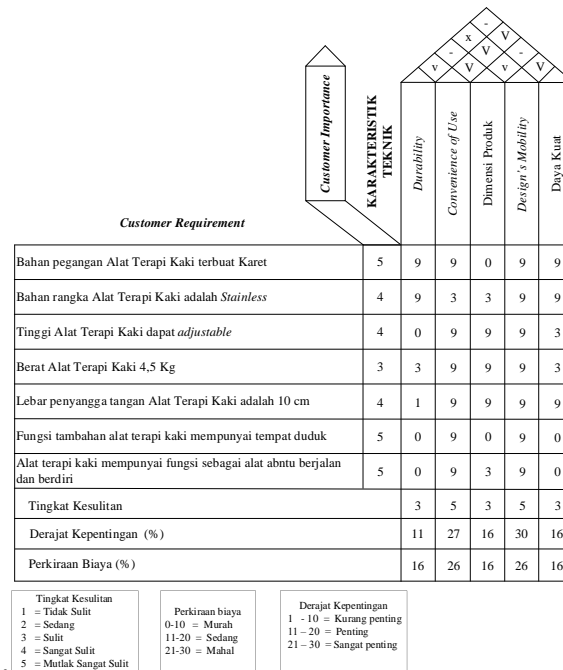 -
x V
- V -
v V v V
Customer Importance
KARAKTERISTIK TEKNIK
Durability
Convenience of Use
Dimensi Produk
Design's Mobility
Daya Kuat
Customer Requirement
Bahan pegangan Alat Terapi Kaki terbuat Karet 5 9 9 0 9 9
Bahan rangka Alat Terapi Kaki adalah Stainless 4 9 3 3 9 9
Tinggi Alat Terapi Kaki dapat adjustable 4 0 9 9 9 3
Berat Alat Terapi Kaki 4,5 Kg 3 3 9 9 9 3
Lebar penyangga tangan Alat Terapi Kaki adalah 10 cm 4 1 9 9 9 9
Fungsi tambahan alat terapi kaki mempunyai tempat duduk 5 0 9 0 9 0
Alat terapi kaki mempunyai fungsi sebagai alat abntu berjalan
dan berdiri 5 0 9 3 9 0
Tingkat Kesulitan 3 5 3 5 3
Derajat Kepentingan (%) 11 27 16 30 16
Perkiraan Biaya (%) 16 26 16 26 16
Tingkat Kesulitan
1 = Tidak Sulit
2 = Sedang
3 = Sulit
4 = Sangat Sulit
5 = Mutlak Sangat Sulit
Perkiraan biaya
0-10 = Murah
11-20 = Sedang
21-30 = Mahal
Derajat Kepentingan
1 - 10 = Kurang penting
11 – 20 = Penting
21 – 30 = Sangat penting